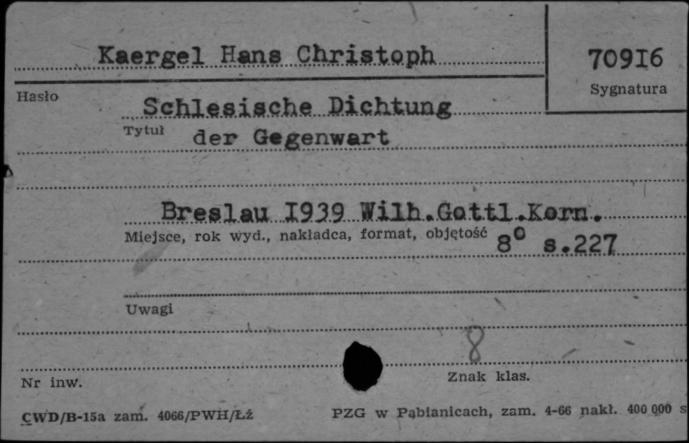 Kaergel Hans Christoph
70916
Hasło
Sygnatura
Schlesische Dichtung
Tytuł
der Gegenwart
Breslau I939 Wilh.Gottl.Korn.
Miejsce, rok wyd., nakładca, format, objętość
8° s.227
Uwagi
8
Nr inw.
Znak klas.
CWD/B-15a zam. 4066/PWH/Łź
PZG w Pabianicach, zam. 4-66 nakł. 400 000 s